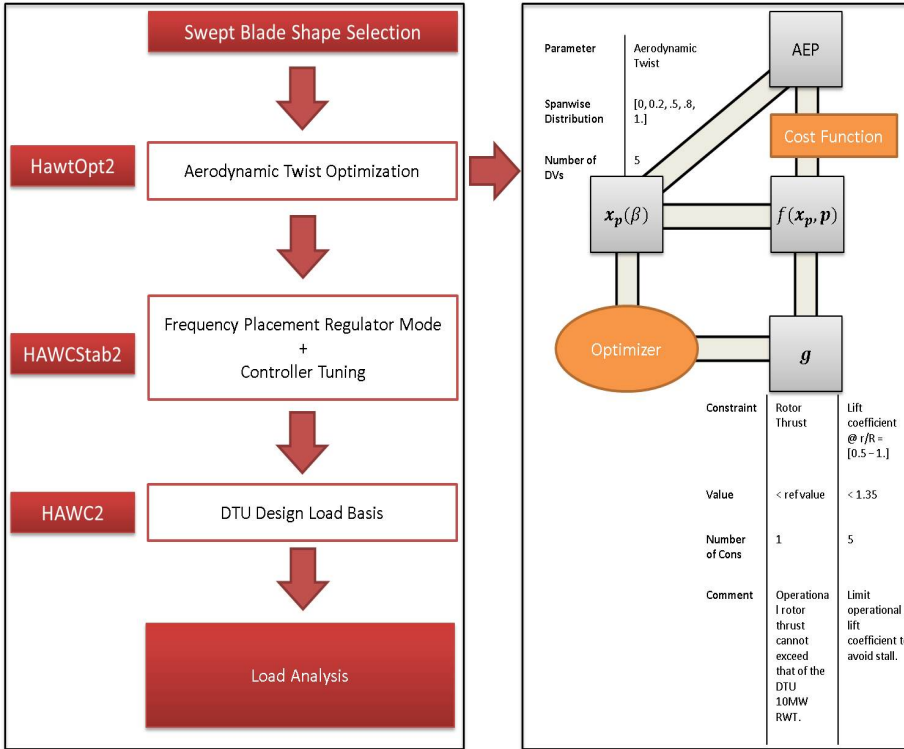 Swept Blade Shape Selection
HawtOpt2
Aerodynamic Twist Optimization
HAWCStab2
Frequency Placement Regulator Mode
+
Controller Tuning
HAWC2
DTU Design Load Basis
Load Analysis
Parameter
Aerodynamic
Twist
Spanwise
Distribution
[0, 0.2, .5, .8,
1.]
Number of
DVs
5
AEP
Cost Function
𝒙𝒑(β)
f(𝒙𝒑, 𝒑)
Optimizer
g
Constraint
Rotor
Thrust
Lift
coefficient
@ r/R =
[0.5 – 1.]
Value
< ref value
< 1.35
Number
of Cons
1
5
Comment
Operationa
l rotor
thrust
cannot
exceed
that of the
DTU
10MW
RWT.
Limit
operational
lift
coefficient t
avoid stall.